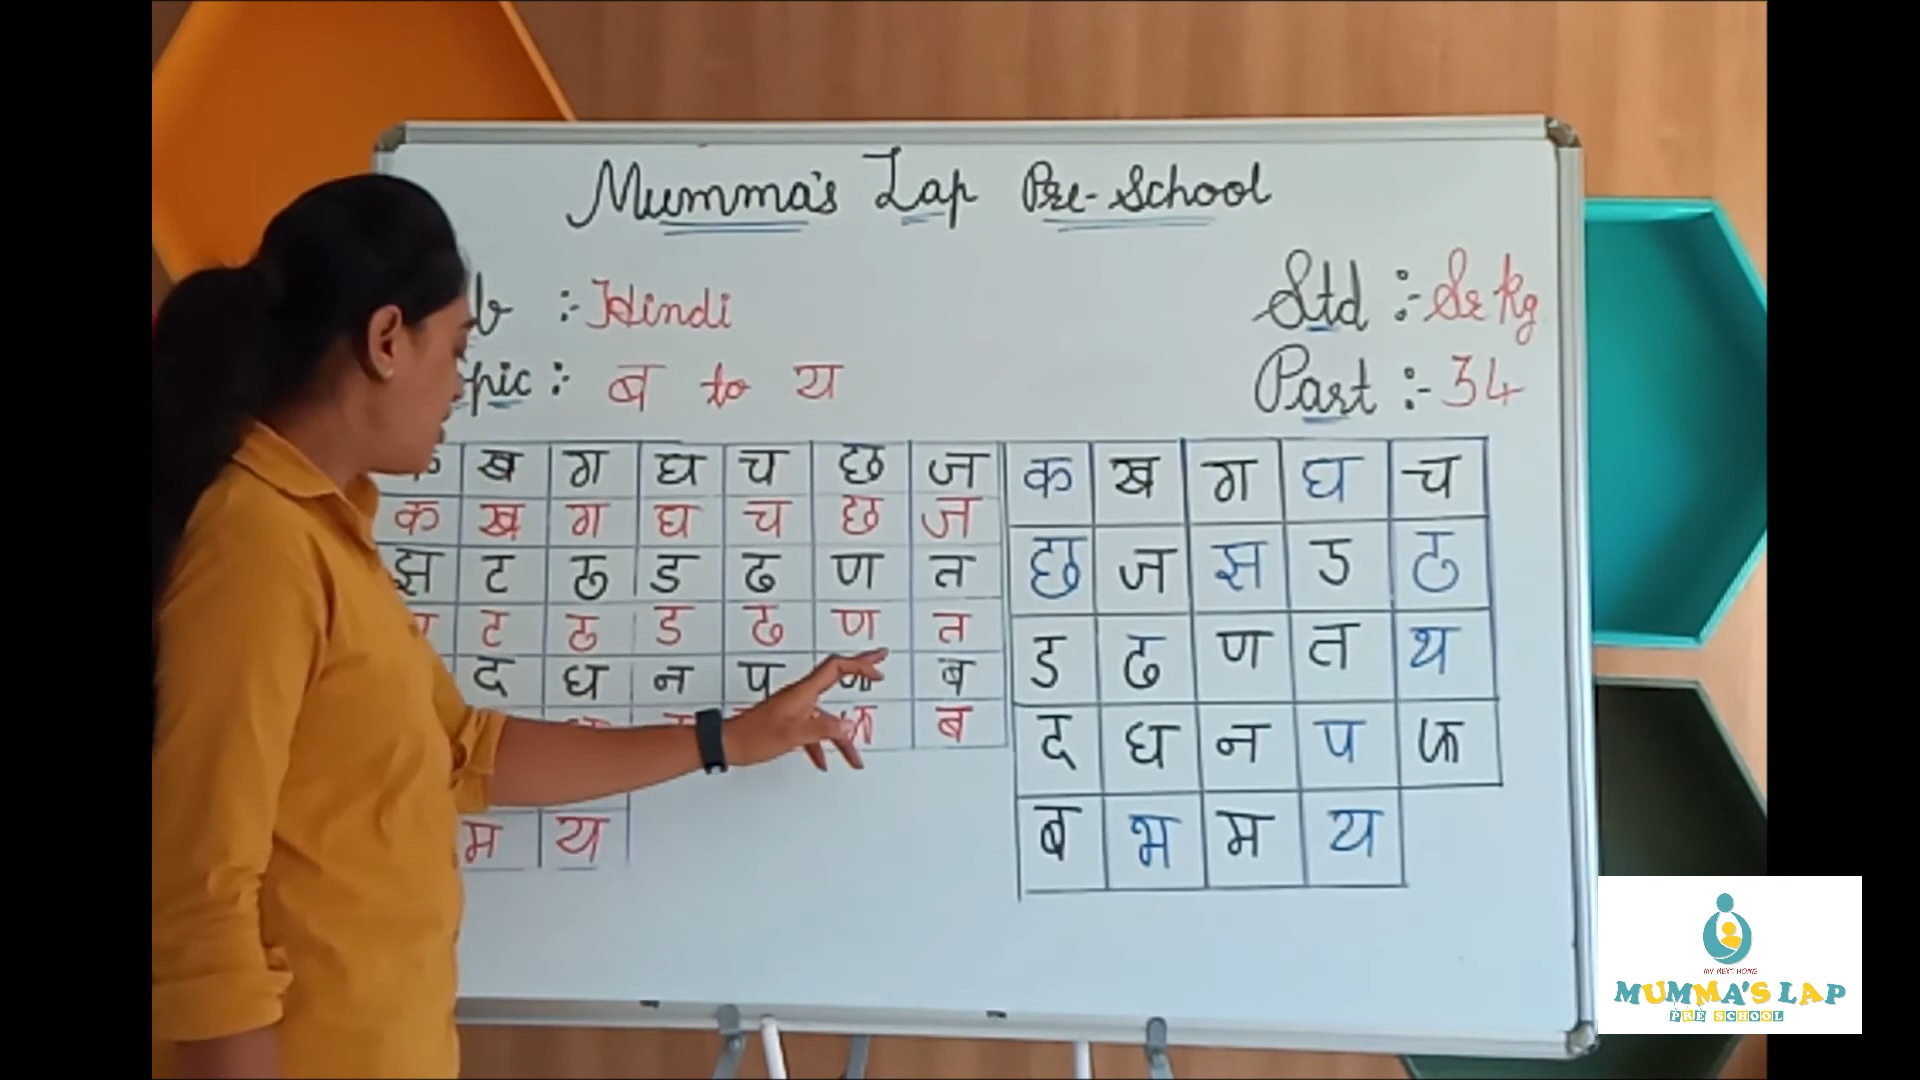 Mumma's Lap Pre-School
:- Hindi
Std :- Sr kg
: ब to य
Part :- 34
ख ग घ च छ ज
क ख ग घ च छ ज
झ ट ठ ड ढ ण त
ट ठ ड ढ ण त
द ध न प ब
ब
म य
क ख ग घ च
छ ज झ ट ठ
ड ढ ण त थ
द ध न प फ
ब भ म य
MY NEXT HOME
MUMMA'S LAP
PRE SCHOOL